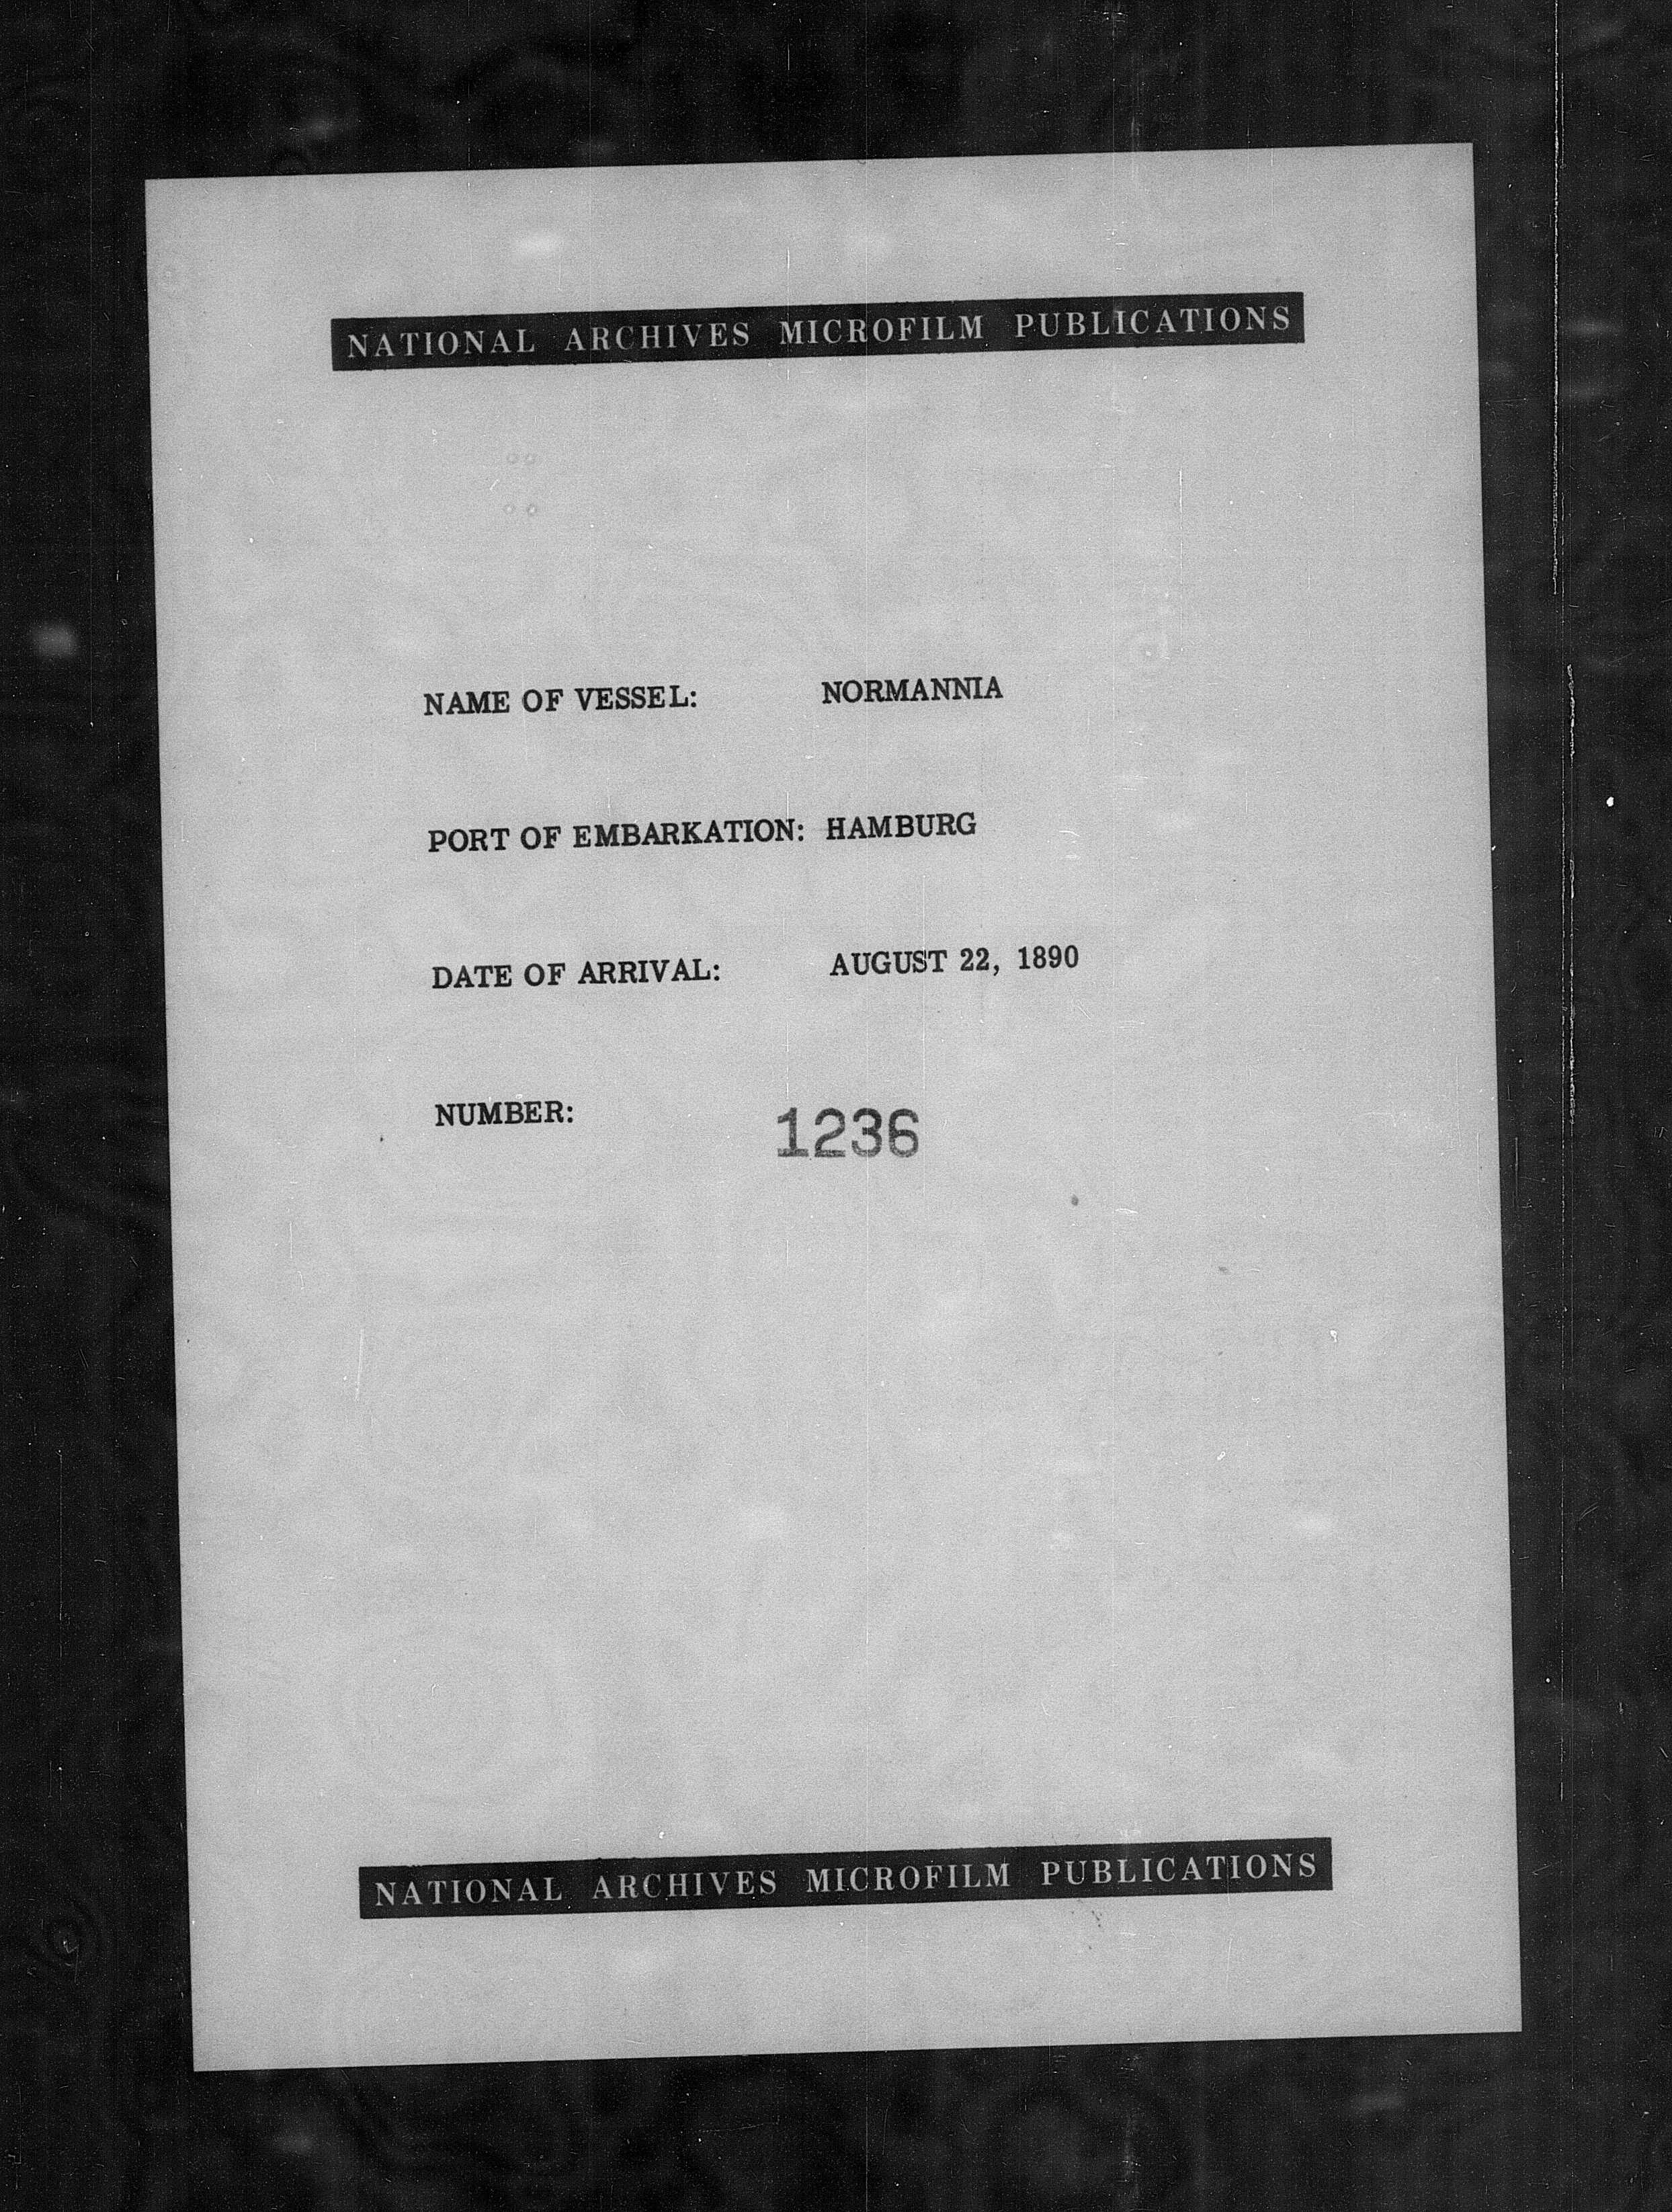 NATIONAL ARCHIVES MICROFILM PUBLICATIONS
NAME OF VESSEL: NORMANNIA
PORT OF EMBARKATION: HAMBURG
DATE OF ARRIVAL: AUGUST 22, 1890
NUMBER: 1236
NATIONAL ARCHIVES MICROFILM PUBLICATIONS